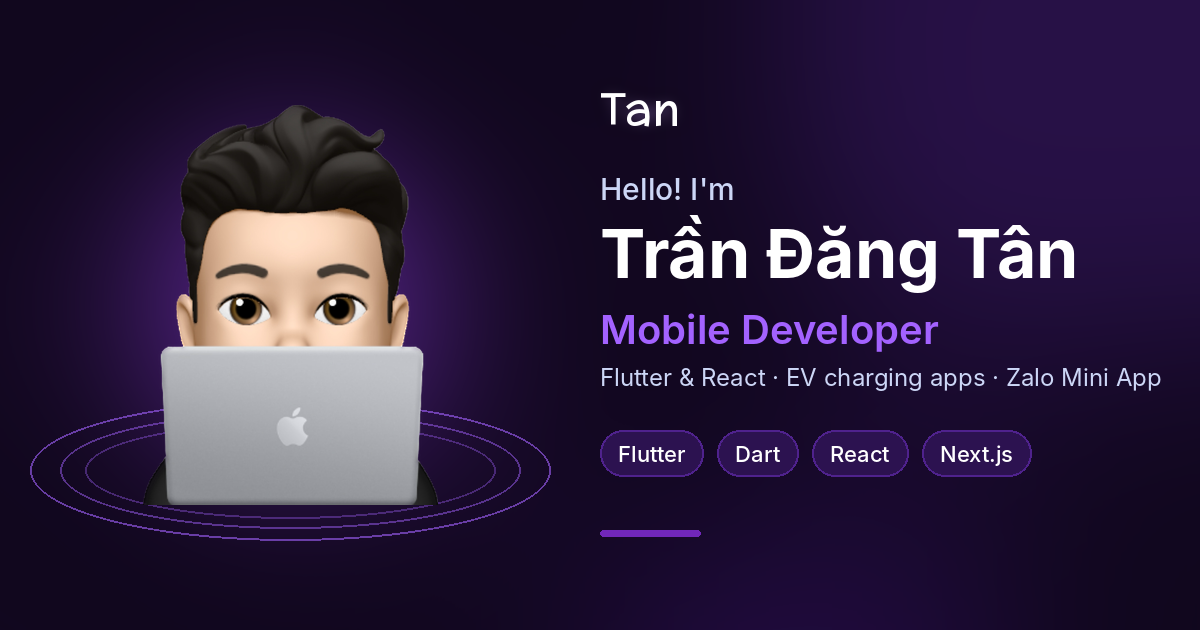 Tan
Hello! I'm
Trần Đăng Tân
Mobile Developer
Flutter & React · EV charging apps · Zalo Mini App
Flutter Dart React Next.js